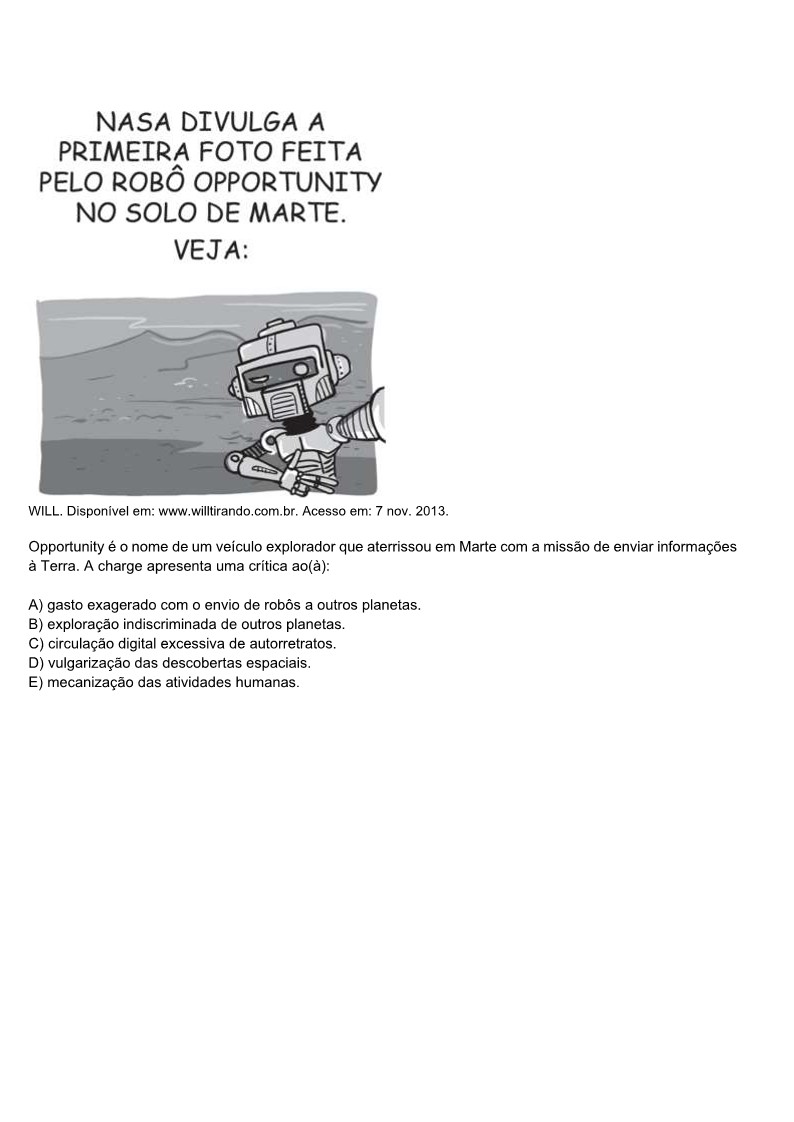 NASA DIVULGA A
PRIMEIRA FOTO FEITA
PELO ROBÔ OPPORTUNITY
NO SOLO DE MARTE.
VEJA:
WILL. Disponível em: www.willtirando.com.br. Acesso em: 7 nov. 2013.
Opportunity é o nome de um veículo explorador que aterrissou em Marte com a missão de enviar informações
à Terra. A charge apresenta uma crítica ao(à):
A) gasto exagerado com o envio de robôs a outros planetas.
B) exploração indiscriminada de outros planetas.
C) circulação digital excessiva de autorretratos.
D) vulgarização das descobertas espaciais.
E) mecanização das atividades humanas.